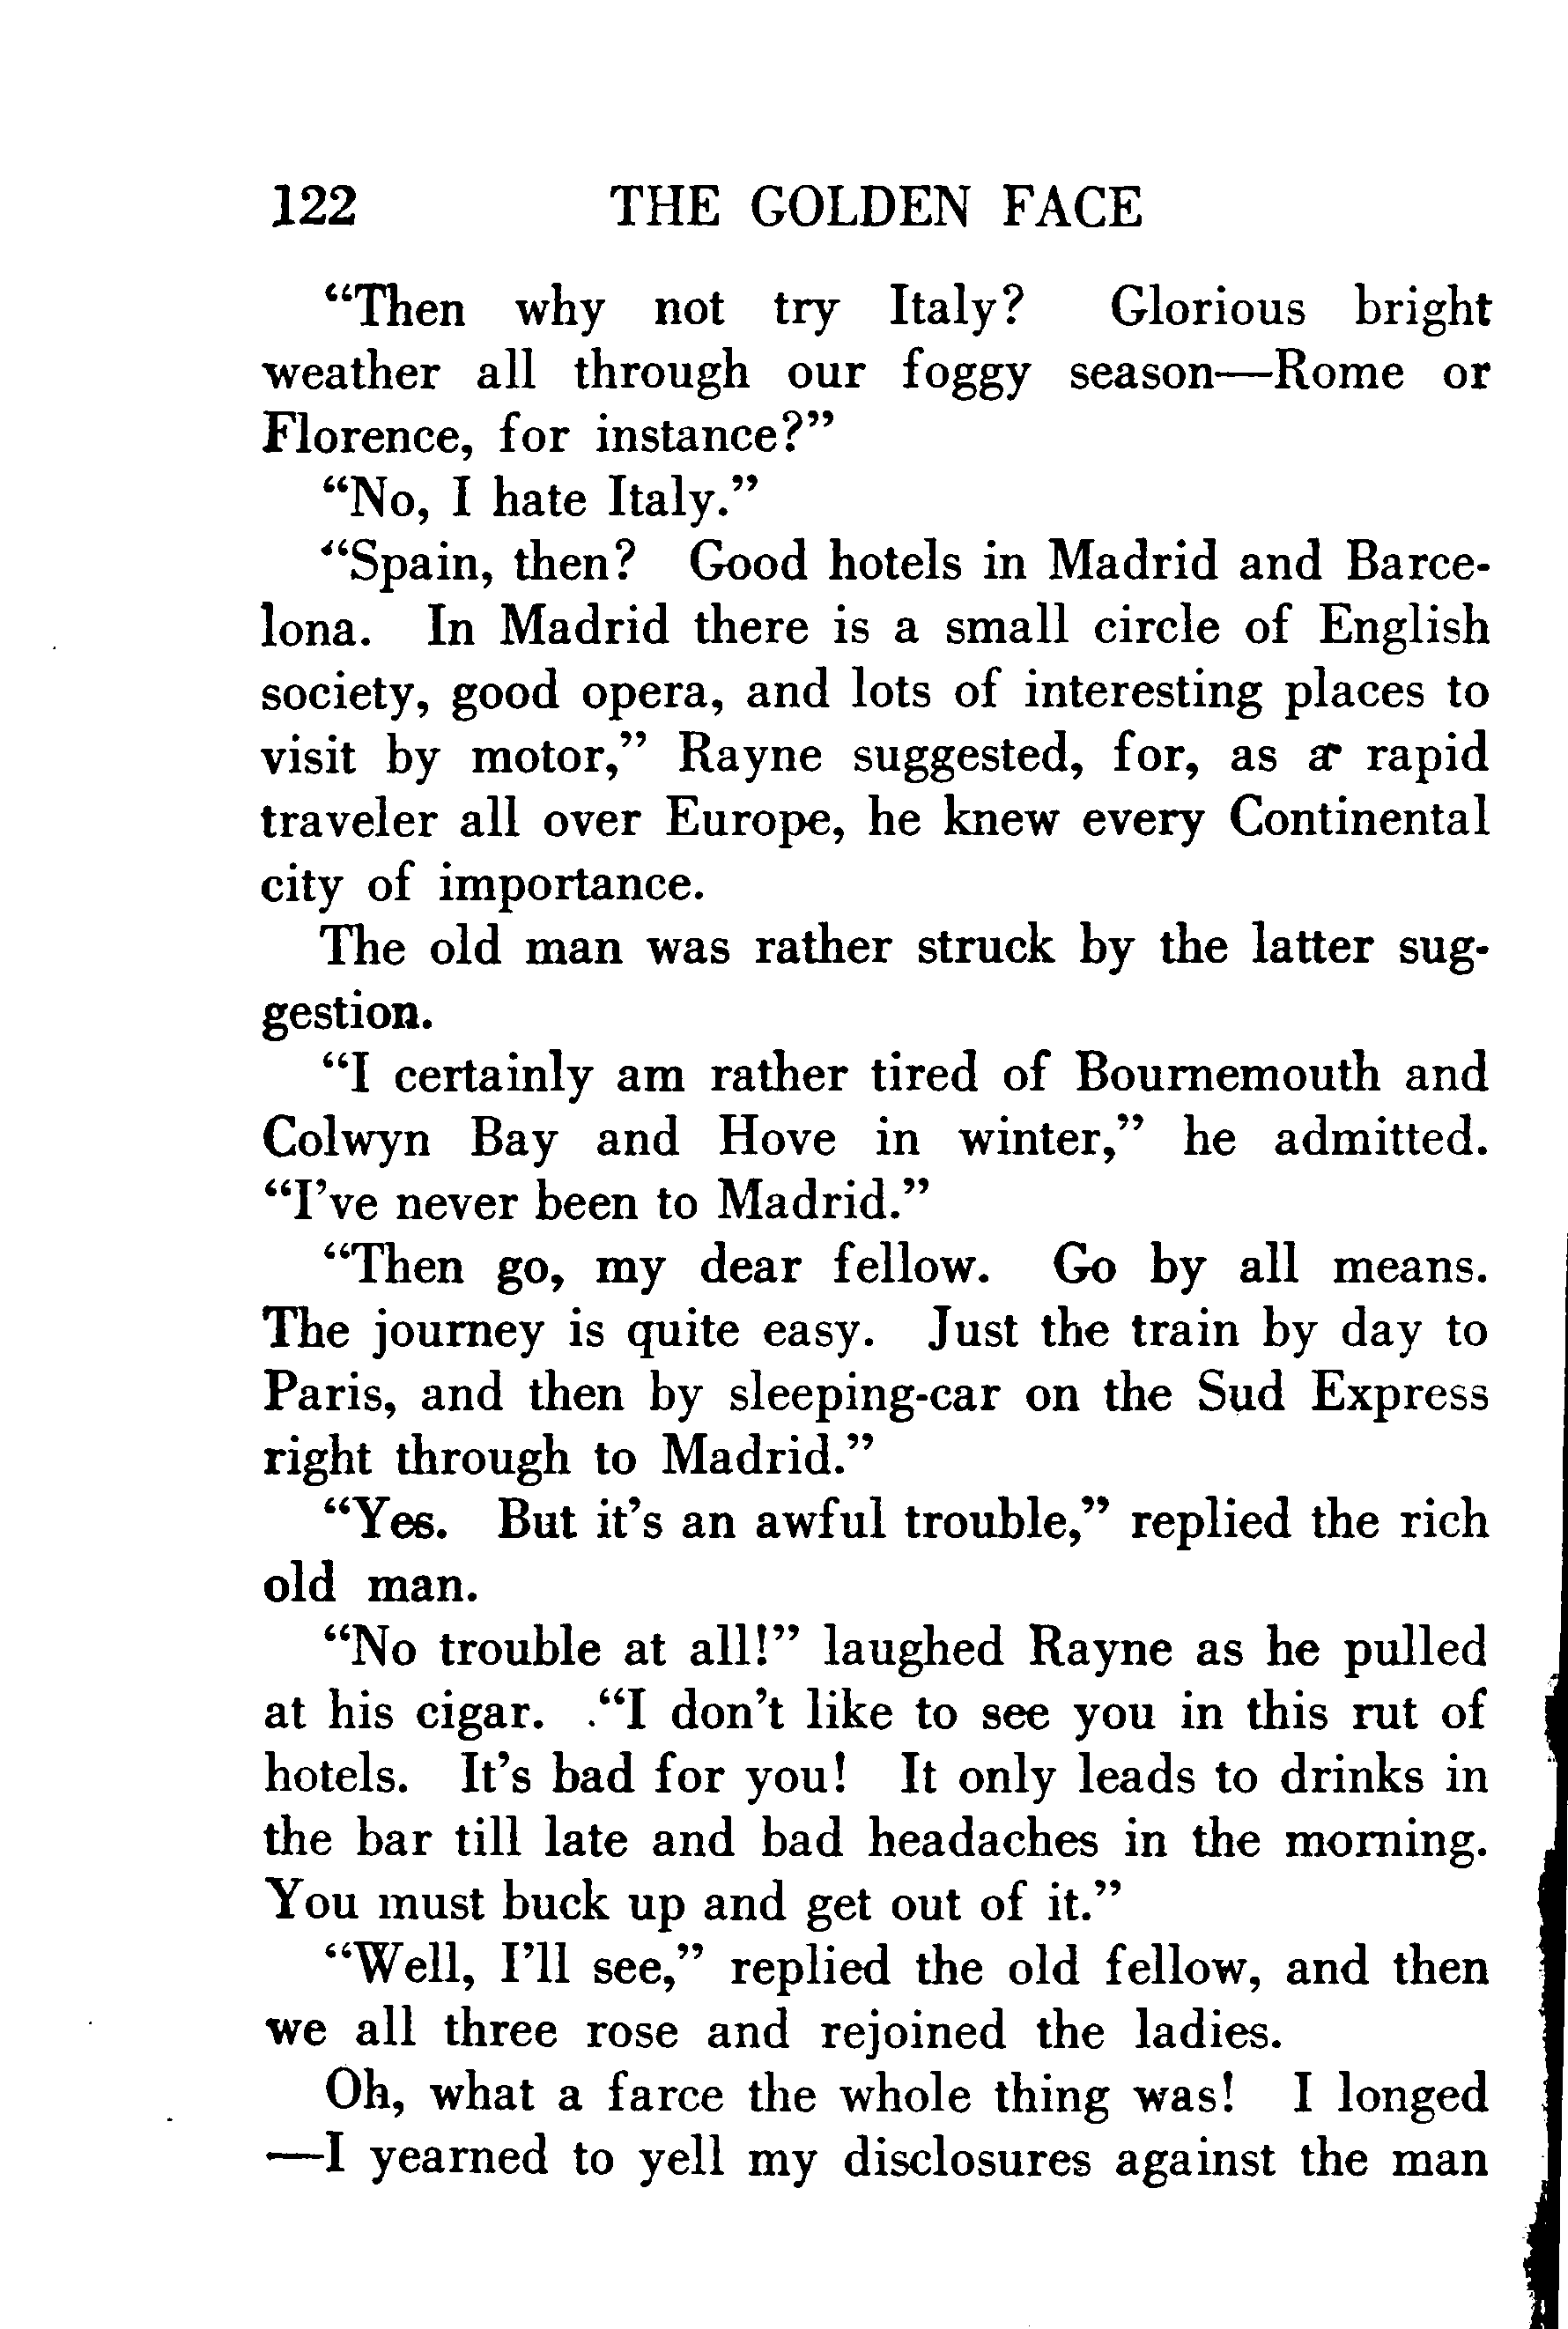 122 THE GOLDEN FACE
“Then why not try Italy? Glorious bright
weather all through our foggy season—Rome or
Florence, for instance?”
“No, I hate Italy.”
“Spain, then? Good hotels in Madrid and Barce-
lona. In Madrid there is a small circle of English
society, good opera, and lots of interesting places to
visit by motor,” Rayne suggested, for, as a rapid
traveler all over Europe, he knew every Continental
city of importance.
The old man was rather struck by the latter sug-
gestion.
“I certainly am rather tired of Bournemouth and
Colwyn Bay and Hove in winter,” he admitted.
“I’ve never been to Madrid.”
“Then go, my dear fellow. Go by all means.
The journey is quite easy. Just the train by day to
Paris, and then by sleeping-car on the Sud Express
right through to Madrid.”
“Yes. But it’s an awful trouble,” replied the rich
old man.
“No trouble at all!” laughed Rayne as he pulled
at his cigar. “I don’t like to see you in this rut of
hotels. It’s bad for you! It only leads to drinks in
the bar till late and bad headaches in the morning.
You must buck up and get out of it.”
“Well, I’ll see,” replied the old fellow, and then
we all three rose and rejoined the ladies.
Oh, what a farce the whole thing was! I longed
—I yearned to yell my disclosures against the man